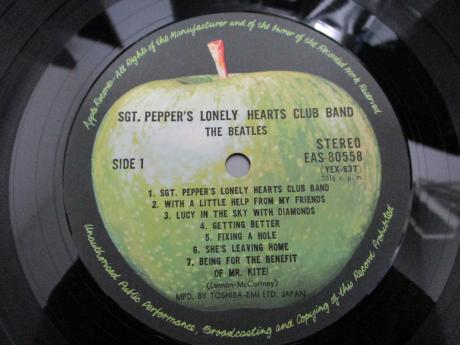 Apple Records-All Rights of the Manufacturer and of the Owner of the Recorded Work Reserved
SGT. PEPPER'S LONELY HEARTS CLUB BAND
THE BEATLES
STEREO
SIDE 1
EAS-80558
(YEX-637)
33⅓ r. p. m.
1. SGT. PEPPER'S LONELY HEARTS CLUB BAND
2. WITH A LITTLE HELP FROM MY FRIENDS
3. LUCY IN THE SKY WITH DIAMONDS
4. GETTING BETTER
5. FIXING A HOLE
6. SHE'S LEAVING HOME
7. BEING FOR THE BENEFIT
OF MR. KITE!
(Lennon-McCartney)
MFD. BY TOSHIBA-EMI LTD. JAPAN
Unauthorised Public Performance, Broadcasting and Copying of this Record Prohibited